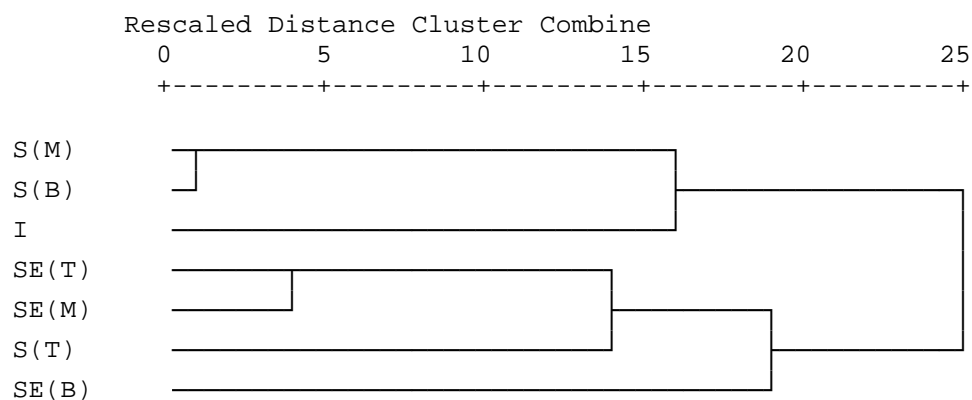 Rescaled Distance Cluster Combine
0 5 10 15 20 25
+---------+---------+---------+---------+---------+
S(M)
S(B)
I
SE(T)
SE(M)
S(T)
SE(B)